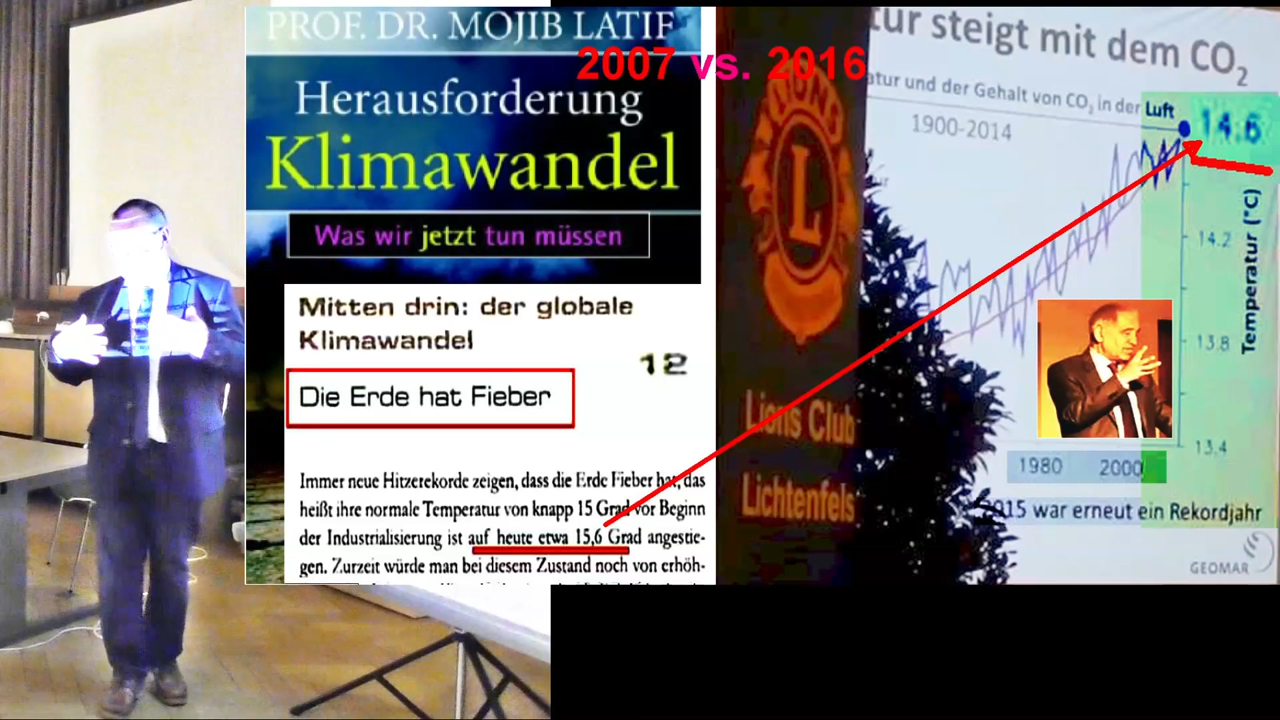 PROF. DR. MOJIB LATIF
2007 vs. 2016
Herausforderung
Klimawandel
Was wir jetzt tun müssen
Mitten drin: der globale
Klimawandel
12
Die Erde hat Fieber
Immer neue Hitzerekorde zeigen, dass die Erde Fieber hat, das
heißt ihre normale Temperatur von knapp 15 Grad vor Beginn
der Industrialisierung ist auf heute etwa 15,6 Grad angestie-
gen. Zurzeit würde man bei diesem Zustand noch von erhöh-
LIONS
L
Lions Club
Lichtenfels
tur steigt mit dem CO₂
atur und der Gehalt von CO₂ in der Luft
1900-2014
14.6
14.2
Temperatur (°C)
13.8
13.4
1980 2000
2015 war erneut ein Rekordjahr
GEOMAR